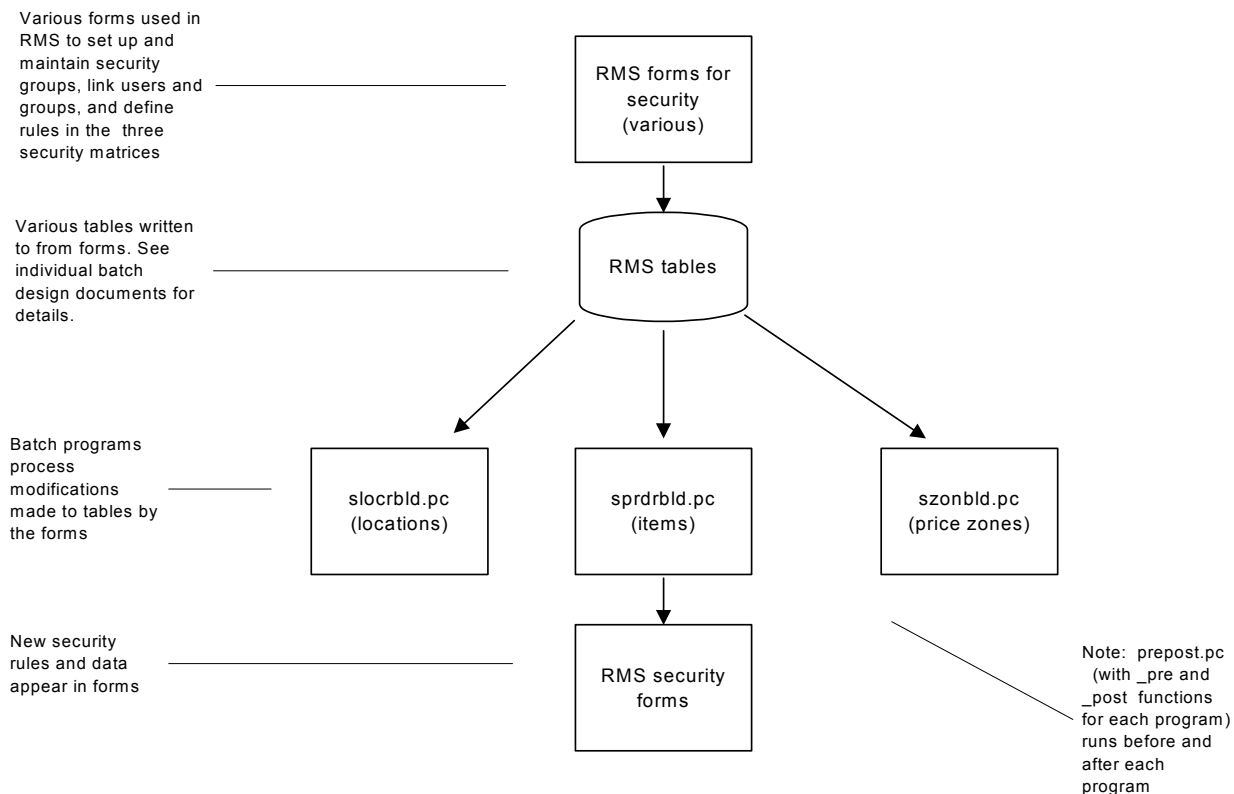 Various forms used in
RMS to set up and
maintain security
groups, link users and
groups, and define
rules in the three
security matrices
RMS forms for
security
(various)
Various tables written
to from forms. See
individual batch
design documents for
details.
RMS tables
Batch programs
process
modifications
made to tables by
the forms
slocrbld.pc
(locations)
sprdrbld.pc
(items)
szonbld.pc
(price zones)
New security
rules and data
appear in forms
RMS security
forms
Note: prepost.pc
(with _pre and
_post functions
for each program)
runs before and
after each
program